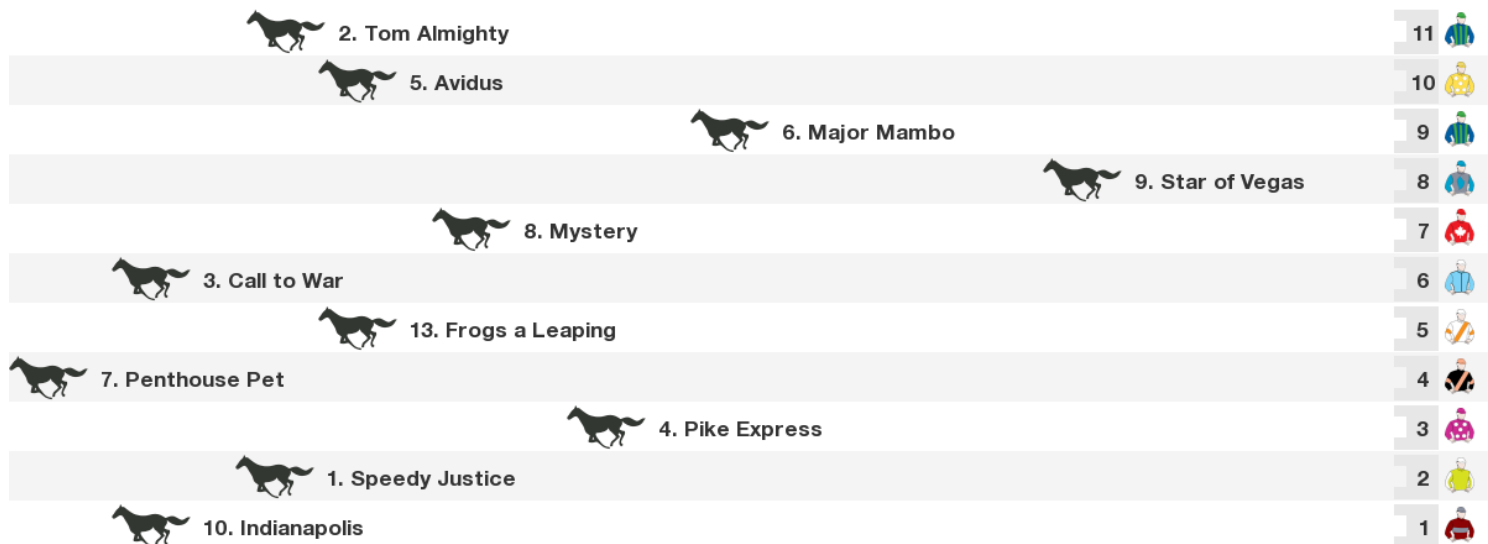 2. Tom Almighty 11
5. Avidus 10
6. Major Mambo 9
9. Star of Vegas 8
8. Mystery 7
3. Call to War 6
13. Frogs a Leaping 5
7. Penthouse Pet 4
4. Pike Express 3
1. Speedy Justice 2
10. Indianapolis 1